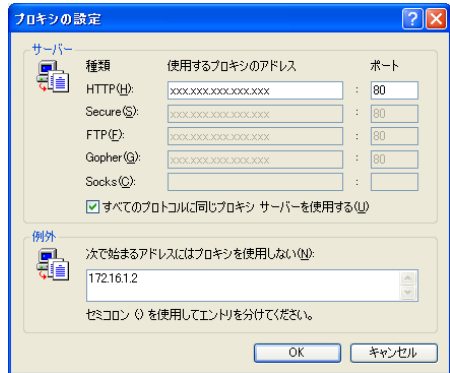 プロキシの設定
サーバー
種類 使用するプロキシのアドレス ポート
HTTP(H): xxx.xxx.xxx.xxx.xxx : 80
Secure(S): xxx.xxx.xxx.xxx.xxx : 80
FTP(F): xxx.xxx.xxx.xxx.xxx : 80
Gopher(G): xxx.xxx.xxx.xxx.xxx : 80
Socks(C): :
すべてのプロトコルに同じプロキシ サーバーを使用する(U)
例外
次で始まるアドレスにはプロキシを使用しない(N):
172.16.1.2
セミコロン (;) を使用してエントリを分けてください。
OK キャンセル